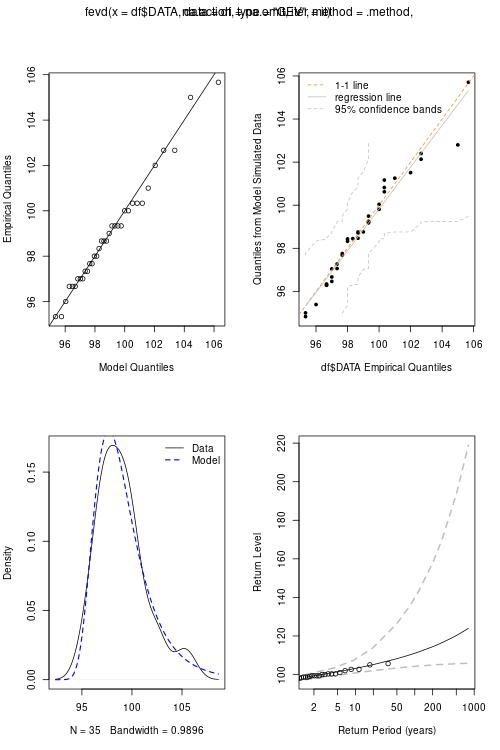 fevd(x = df$DATA, data = df, type = "GEV", method = .method,
96 98 100 102 104 106
Empirical Quantiles
96 98 100 102 104 106
Model Quantiles
1-1 line
regression line
95% confidence bands
96 98 100 102 104 106
Quantiles from Model Simulated Data
96 98 100 102 104 106
df$DATA Empirical Quantiles
Data
Model
0.00 0.05 0.10 0.15
Density
95 100 105
N = 35 Bandwidth = 0.9896
100 120 140 160 180 200 220
Return Level
2 5 10 50 200 1000
Return Period (years)